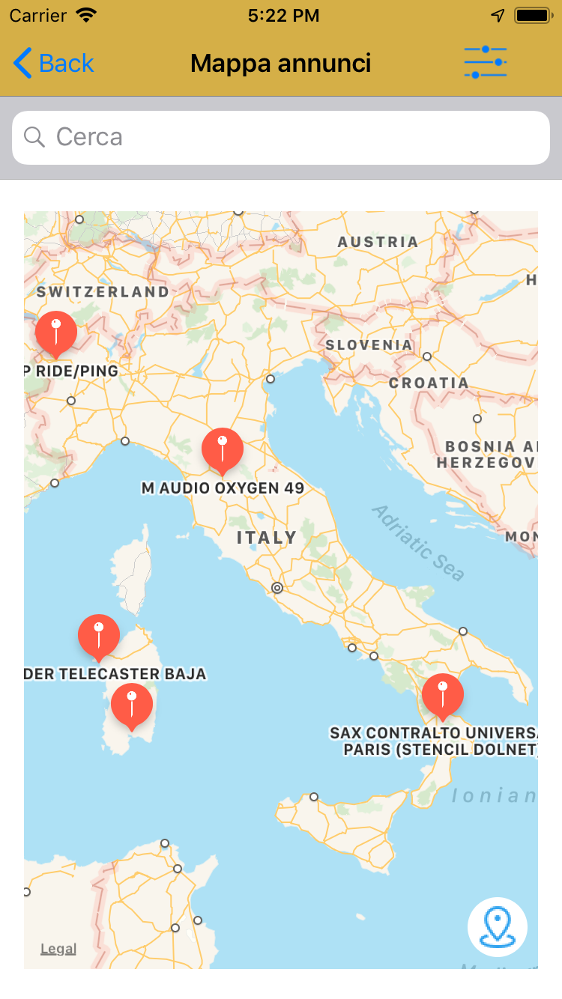 Carrier 5:22 PM
Back Mappa annunci
Cerca
AUSTRIA
H
SWITZERLAND
SLOVENIA
P RIDE/PING
CROATIA
BOSNIA A
HERZEGOV
M AUDIO OXYGEN 49
Adriatic Sea
ITALY
MON
DER TELECASTER BAJA
SAX CONTRALTO UNIVERSA
PARIS (STENCIL DOLNET)
Ionian
Legal